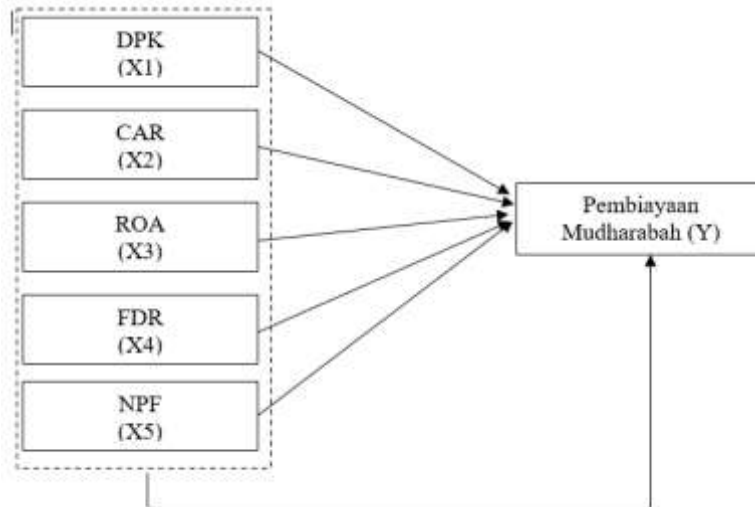 DPK
(X1)
CAR
(X2)
ROA
(X3)
FDR
(X4)
NPF
(X5)
Pembiayaan
Mudharabah (Y)